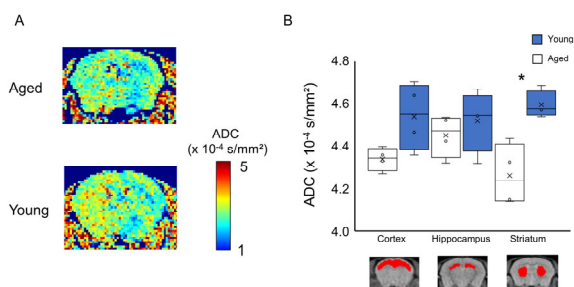 A
Aged
Young
ADC
(x 10⁻⁴ s/mm²)
5
1
B
Young
Aged
ADC (x 10⁻⁴ s/mm²)
4.8
4.6
4.4
4.2
4.0
*
Cortex
Hippocampus
Striatum